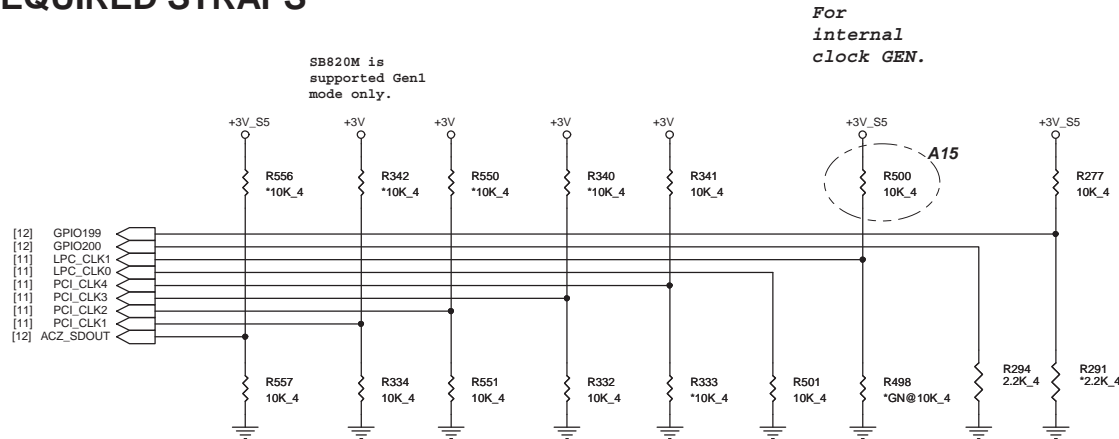 EQUIRED STRAPS
For
internal
clock GEN.
SB820M is
supported Gen1
mode only.
+3V_S5 +3V +3V +3V +3V +3V_S5 +3V_S5
A15
R556 R342 R550 R340 R341 R500 R277
*10K_4 *10K_4 *10K_4 *10K_4 10K_4 10K_4 10K_4
[12] GPIO199
[12] GPIO200
[11] LPC_CLK1
[11] LPC_CLK0
[11] PCI_CLK4
[11] PCI_CLK3
[11] PCI_CLK2
[11] PCI_CLK1
[12] ACZ_SDOUT
R557 R334 R551 R332 R333 R501 R498 R294 R291
10K_4 10K_4 10K_4 10K_4 *10K_4 10K_4 *GN@10K_4 2.2K_4 *2.2K_4